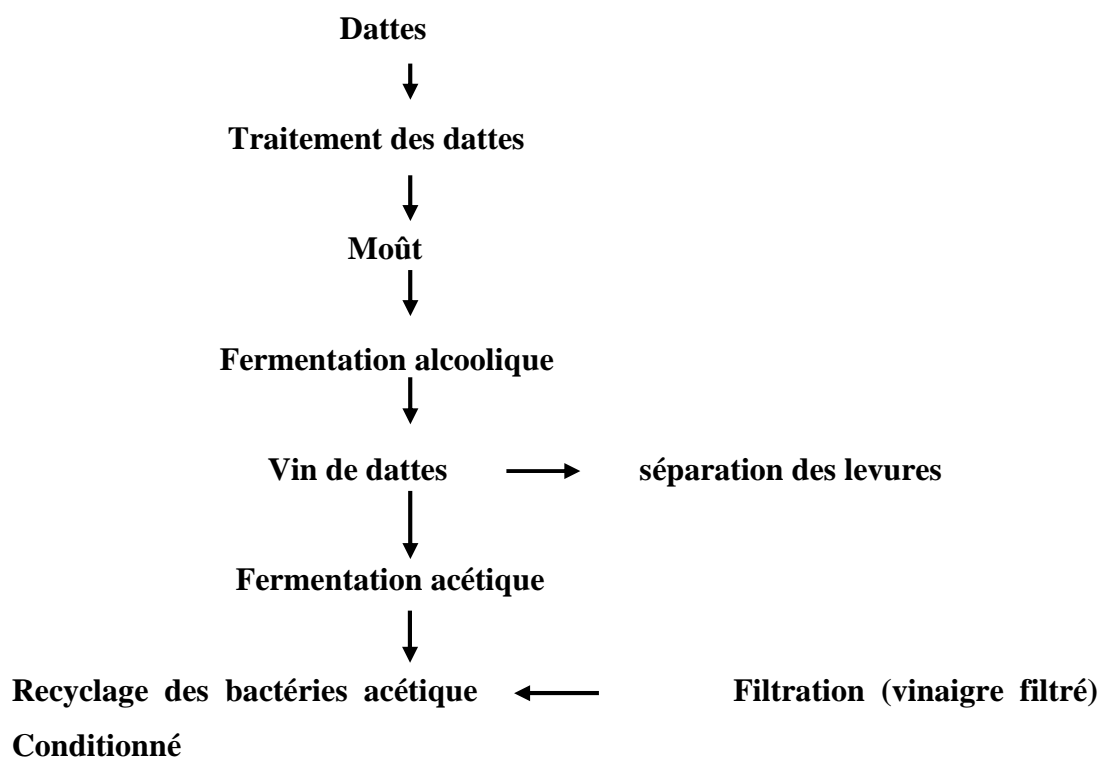 Dattes
Traitement des dattes
Moût
Fermentation alcoolique
Vin de dattes séparation des levures
Fermentation acétique
Recyclage des bactéries acétique Filtration (vinaigre filtré)
Conditionné